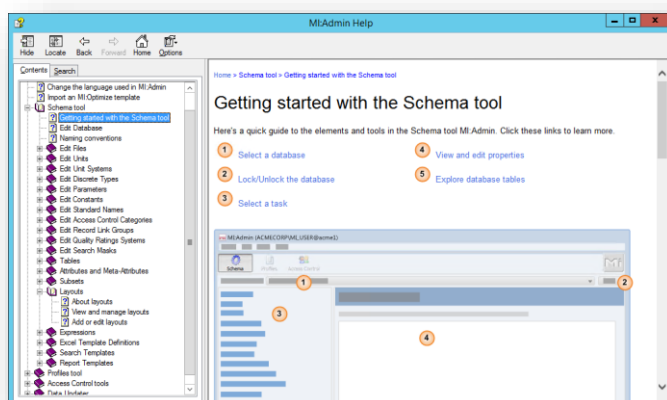 MI:Admin Help
Hide Locate Back Forward Home Options
Contents Search
Change the language used in MI:Admin
Import an MI:Optimize template
Schema tool
Getting started with the Schema tool
Edit Database
Naming conventions
Edit Files
Edit Units
Edit Unit Systems
Edit Discrete Types
Edit Parameters
Edit Constants
Edit Standard Names
Edit Access Control Categories
Edit Record Link Groups
Edit Quality Ratings Systems
Edit Search Masks
Tables
Attributes and Meta-Attributes
Subsets
Layouts
About layouts
View and manage layouts
Add or edit layouts
Expressions
Excel Template Definitions
Search Templates
Report Templates
Profiles tool
Access Control tools
Data Updater
Home » Schema tool » Getting started with the Schema tool
Getting started with the Schema tool
Here's a quick guide to the elements and tools in the Schema tool MI:Admin. Click these links to learn more.
1 Select a database
2 Lock/Unlock the database
3 Select a task
4 View and edit properties
5 Explore database tables
MI:Admin (ACMECORP\MI_USER@acme1)
Schema Profiles Access Control
1
2
3
4